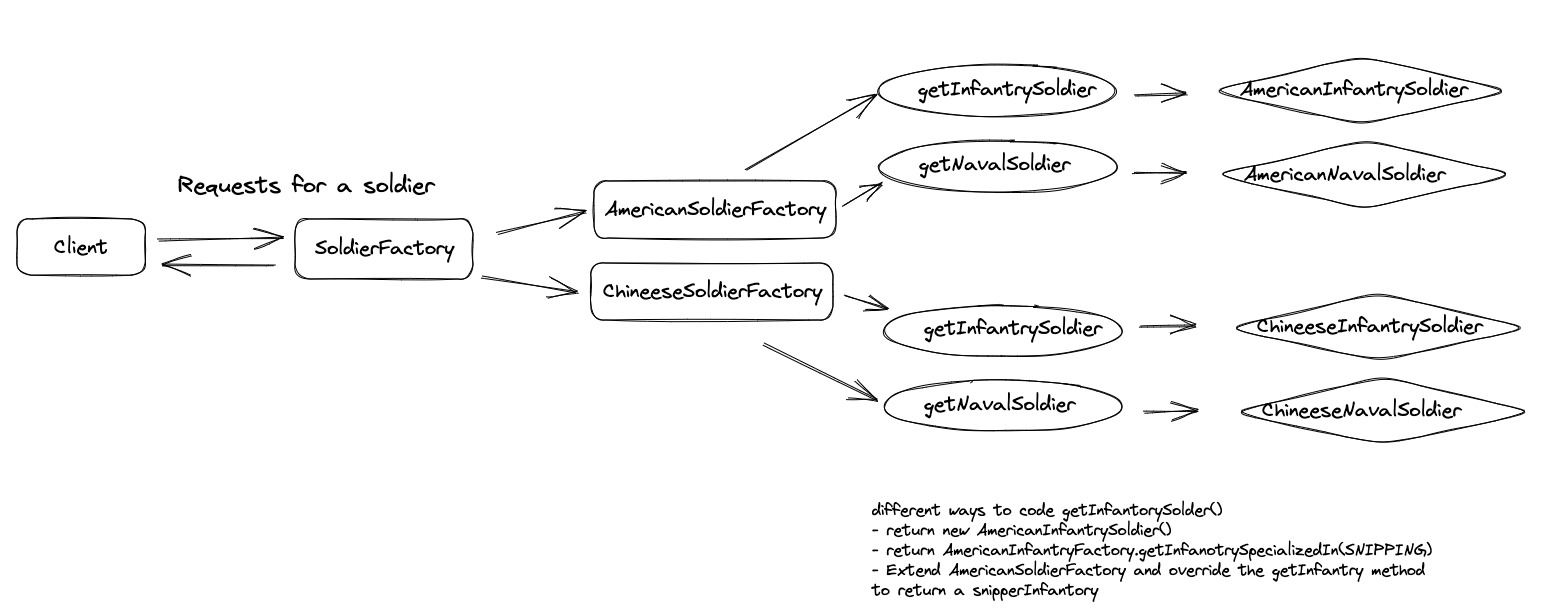 getInfantrySoldier
AmericanInfantrySoldier
getNavalSoldier
AmericanNavalSoldier
Requests for a soldier
AmericanSoldierFactory
Client
SoldierFactory
ChineeseSoldierFactory
getInfantrySoldier
ChineeseInfantrySoldier
getNavalSoldier
ChineeseNavalSoldier
different ways to code getInfantorySolder()
- return new AmericanInfantrySoldier()
- return AmericanInfantryFactory.getInfanotrySpecializedIn(SNIPPING)
- Extend AmericanSoldierFactory and override the getInfantry method
to return a snipperInfantory